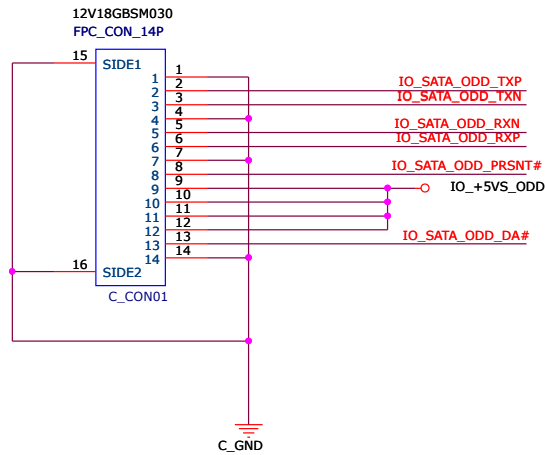 12V18GBSM030
FPC_CON_14P
15 SIDE1
1 1
2 2 IO_SATA_ODD_TXP
3 3 IO_SATA_ODD_TXN
4 4
5 5 IO_SATA_ODD_RXN
6 6 IO_SATA_ODD_RXP
7 7
8 8 IO_SATA_ODD_PRSNT#
9 9 IO_+5VS_ODD
10 10
11 11
12 12
13 13 IO_SATA_ODD_DA#
14 14
16 SIDE2
C_CON01
C_GND